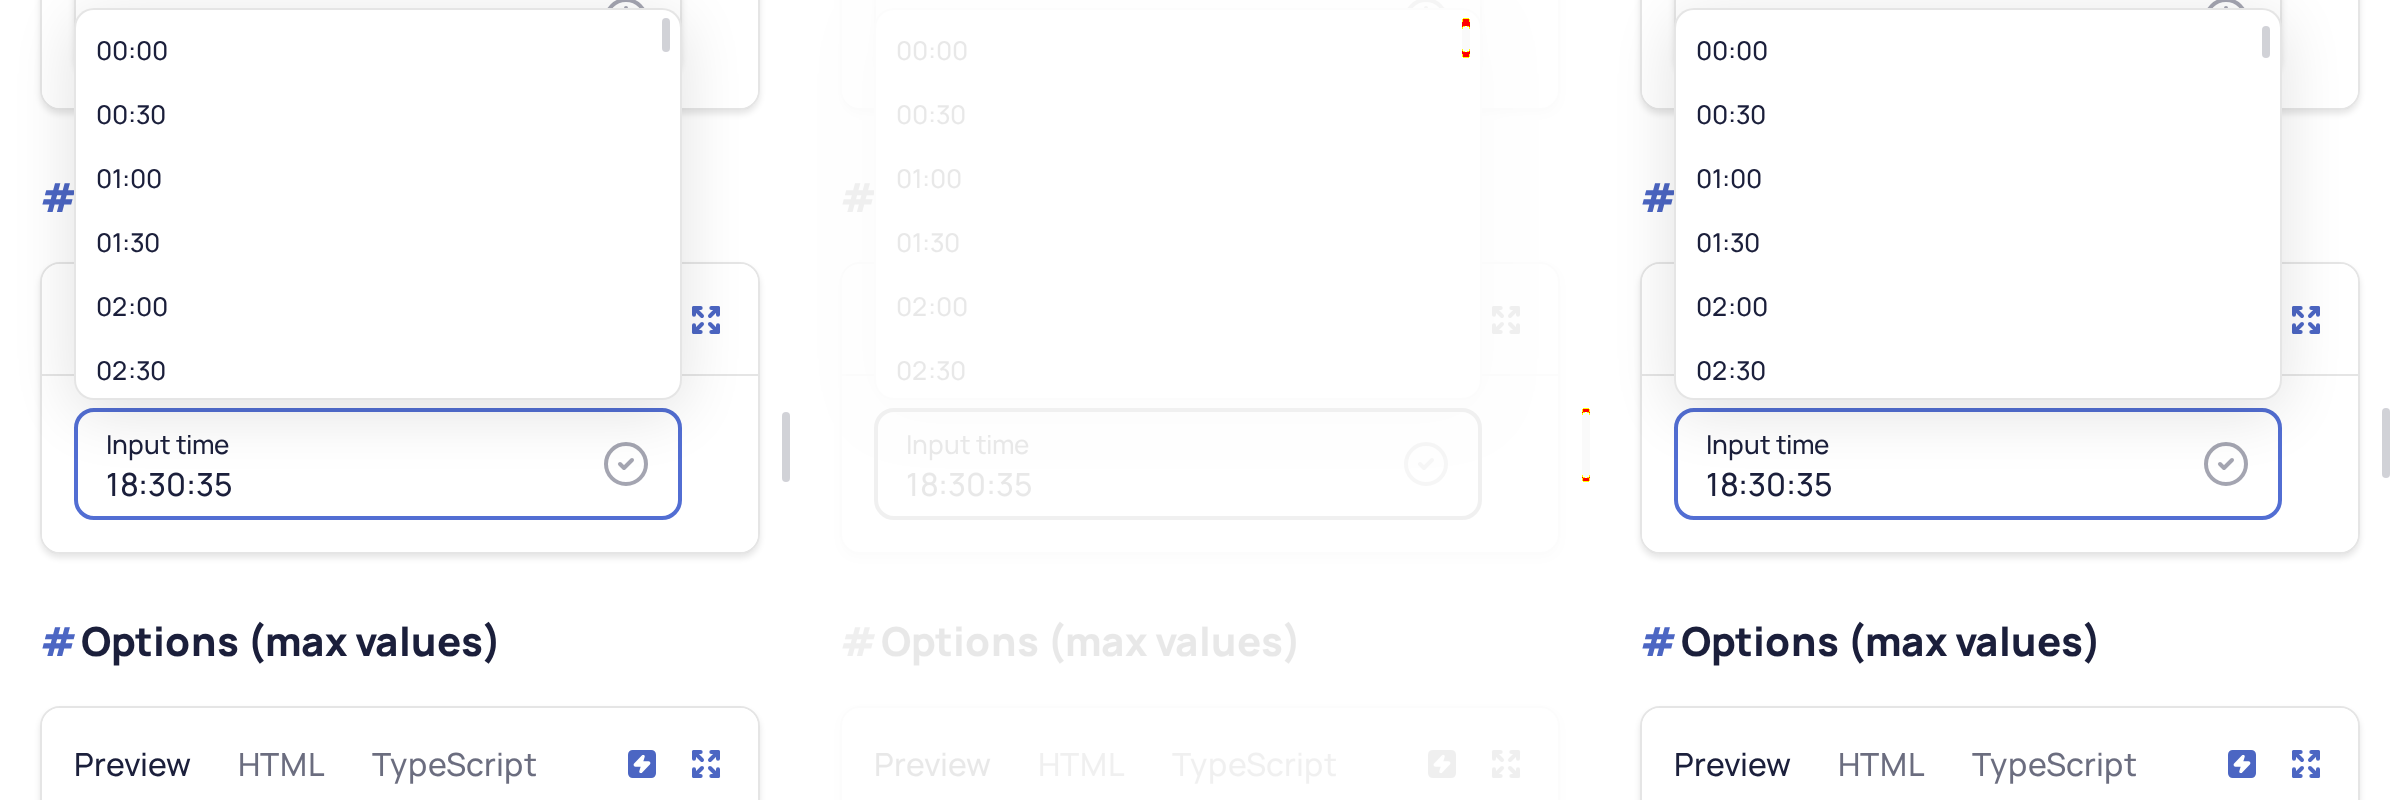 00:00
00:30
01:00
01:30
02:00
02:30
#
Input time
18:30:35
# Options (max values)
Preview HTML TypeScript
00:00
00:30
01:00
01:30
02:00
02:30
#
Input time
18:30:35
# Options (max values)
Preview HTML TypeScript
00:00
00:30
01:00
01:30
02:00
02:30
#
Input time
18:30:35
# Options (max values)
Preview HTML TypeScript